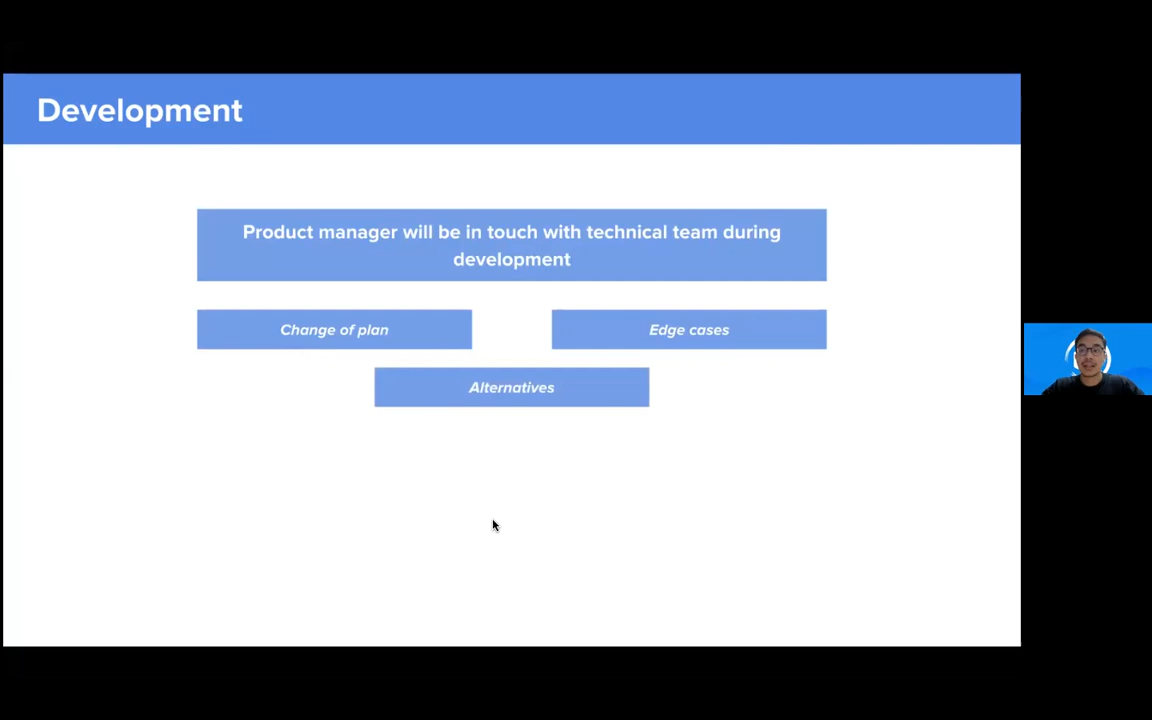 Development
Product manager will be in touch with technical team during
development
Change of plan
Edge cases
Alternatives